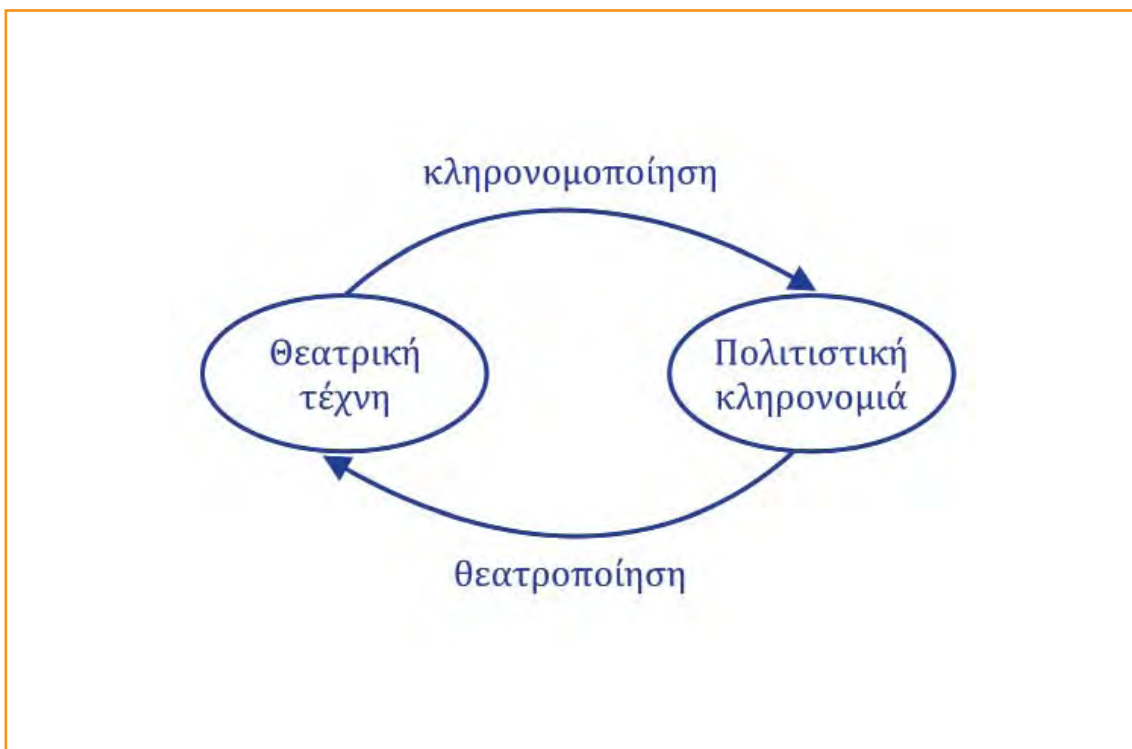 κληρονομοποίηση
Θεατρική
τέχνη
Πολιτιστική
κληρονομιά
θεατροποίηση